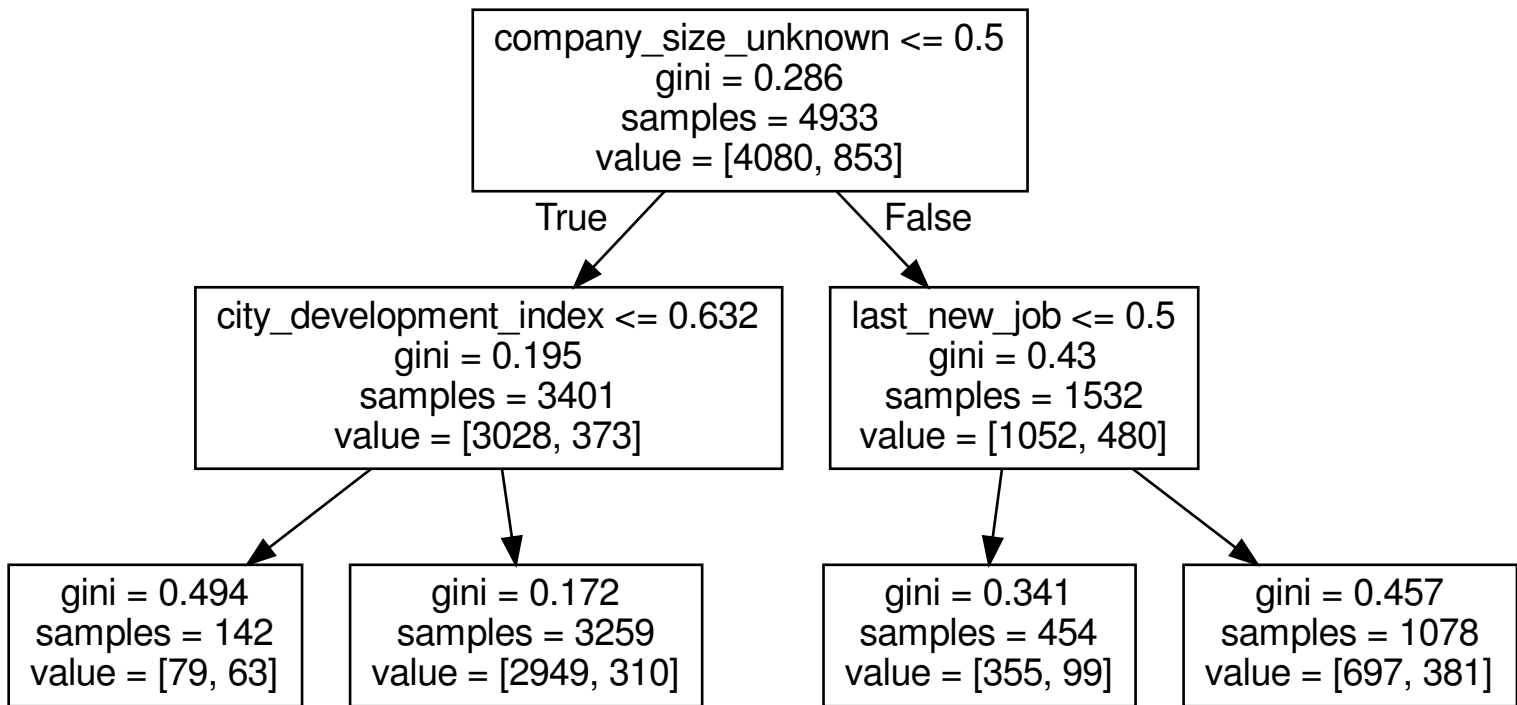 company_size_unknown <= 0.5
gini = 0.286
samples = 4933
value = [4080, 853]
True
False
city_development_index <= 0.632
gini = 0.195
samples = 3401
value = [3028, 373]
last_new_job <= 0.5
gini = 0.43
samples = 1532
value = [1052, 480]
gini = 0.494
samples = 142
value = [79, 63]
gini = 0.172
samples = 3259
value = [2949, 310]
gini = 0.341
samples = 454
value = [355, 99]
gini = 0.457
samples = 1078
value = [697, 381]